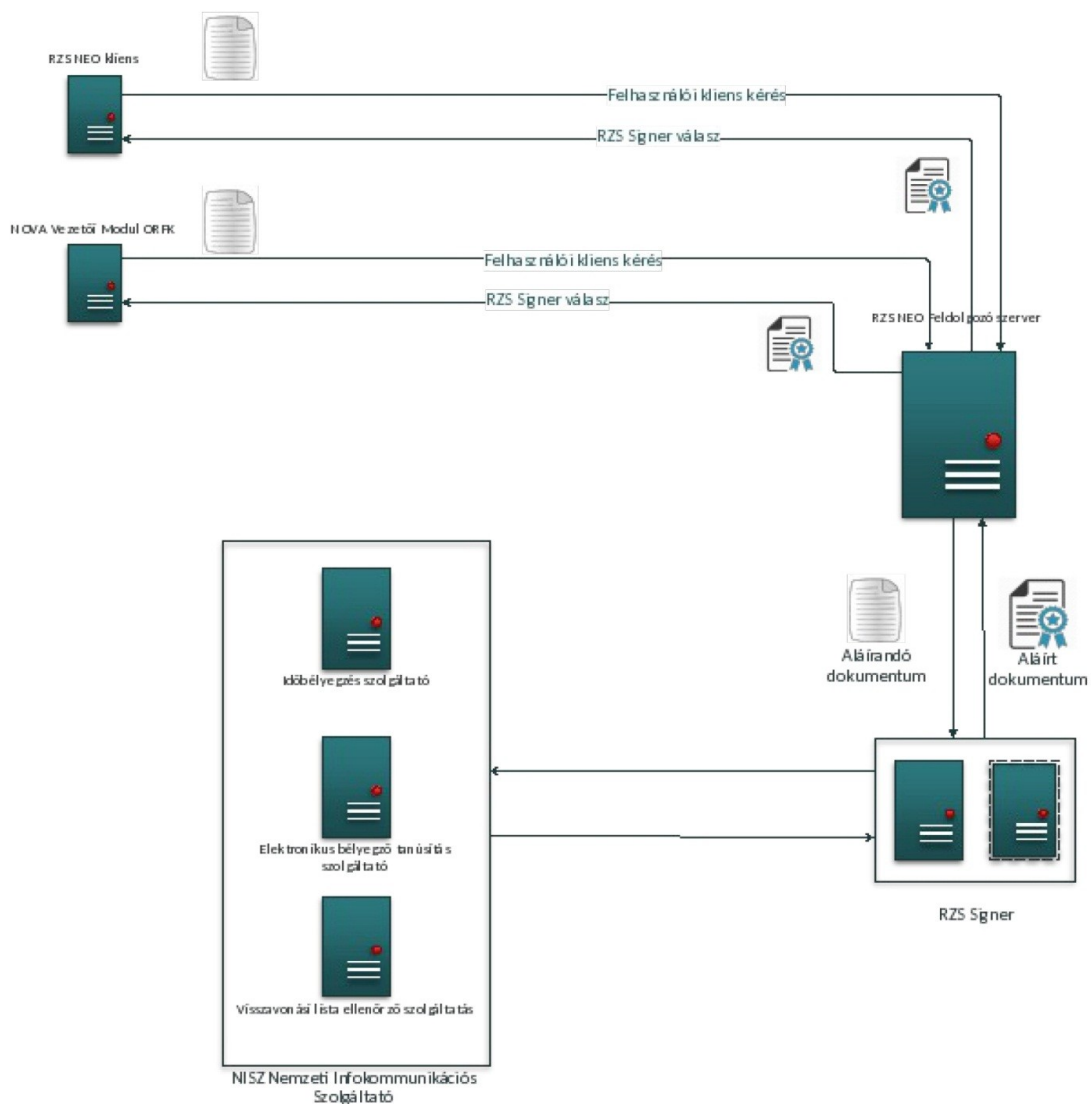 RZS NEO kliens
Felhasználói kliens kérés
RZS Signer válasz
NOVA Vezetői Modul ORFK
Felhasználói kliens kérés
RZS Signer válasz
RZS NEO Feldolgozó szerver
Aláírandó
dokumentum
Aláírt
dokumentum
Időbélyegzés szolgáltató
Elektronikus bélyegző tanúsítás
szolgáltató
Visszavonási lista ellenőrző szolgáltatás
RZS Signer
NISZ Nemzeti Infokommunikációs
Szolgáltató